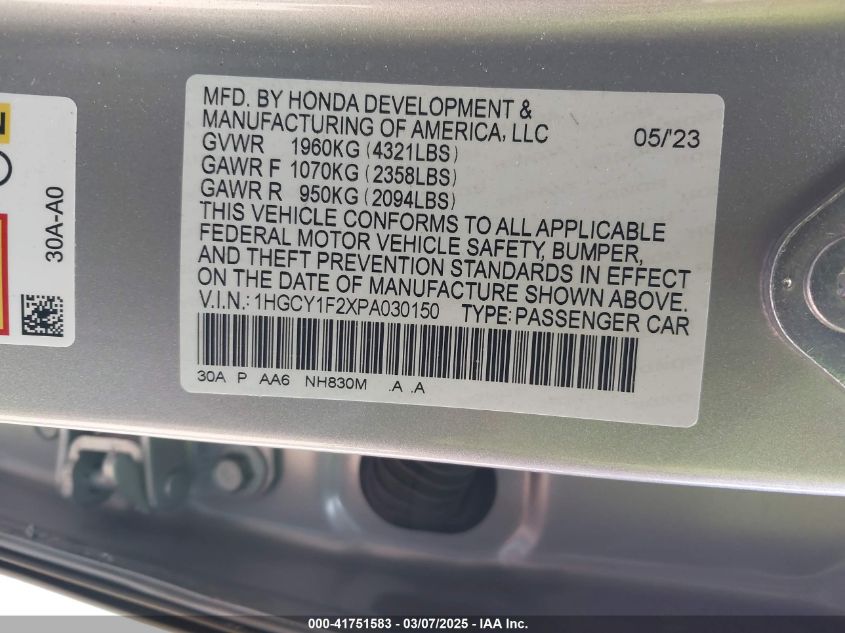 N
30A-A0
MFD. BY HONDA DEVELOPMENT &
MANUFACTURING OF AMERICA, LLC 05/'23
GVWR 1960KG (4321LBS)
GAWR F 1070KG (2358LBS)
GAWR R 950KG (2094LBS)
THIS VEHICLE CONFORMS TO ALL APPLICABLE
FEDERAL MOTOR VEHICLE SAFETY, BUMPER,
AND THEFT PREVENTION STANDARDS IN EFFECT
ON THE DATE OF MANUFACTURE SHOWN ABOVE.
V.I.N.: 1HGCY1F2XPA030150 TYPE: PASSENGER CAR
30A P AA6 NH830M .A .A
000-41751583 - 03/07/2025 - IAA Inc.